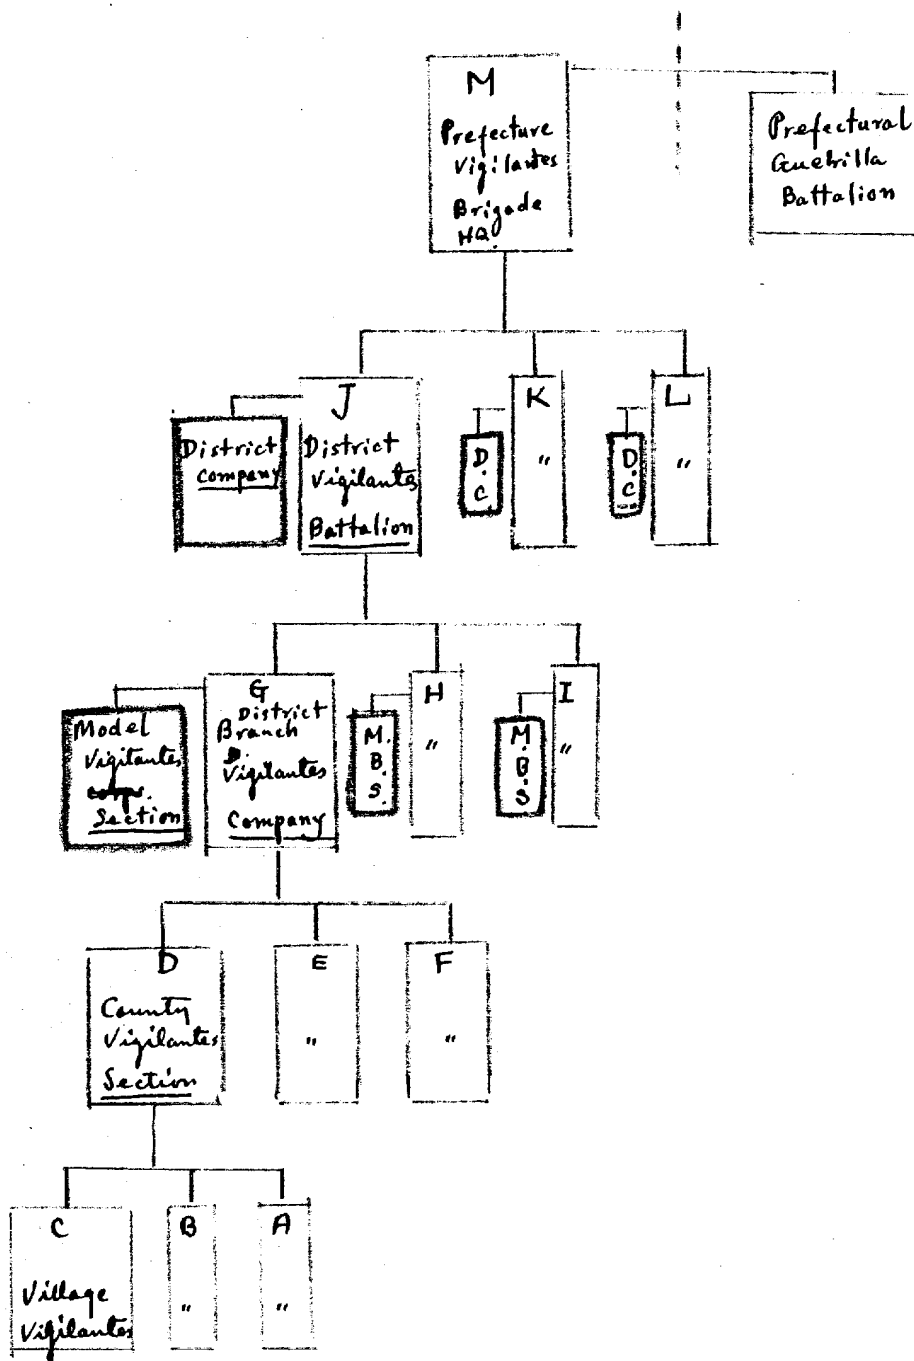 M
Prefecture
Vigilantes
Brigade
HQ.
Prefectural
Guerilla
Battalion
J
District
Vigilantes
Battalion
District
Company
K
"
D.
C
L
"
D.
C
G
District
Branch
Vigilantes
Company
Model
Vigilantes
corps.
Section
H
"
M.
B.
S.
I
"
M.
B.
S
D
County
Vigilantes
Section
E
"
F
"
C
Village
Vigilantes
B
"
A
"